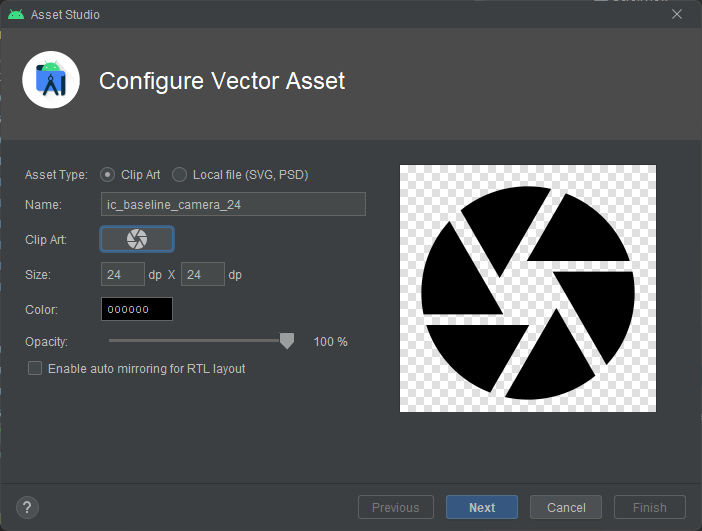 Asset Studio
Configure Vector Asset
Asset Type: Clip Art Local file (SVG, PSD)
Name: ic_baseline_camera_24
Clip Art:
Size: 24 dp X 24 dp
Color: 000000
Opacity: 100 %
Enable auto mirroring for RTL layout
? Previous Next Cancel Finish